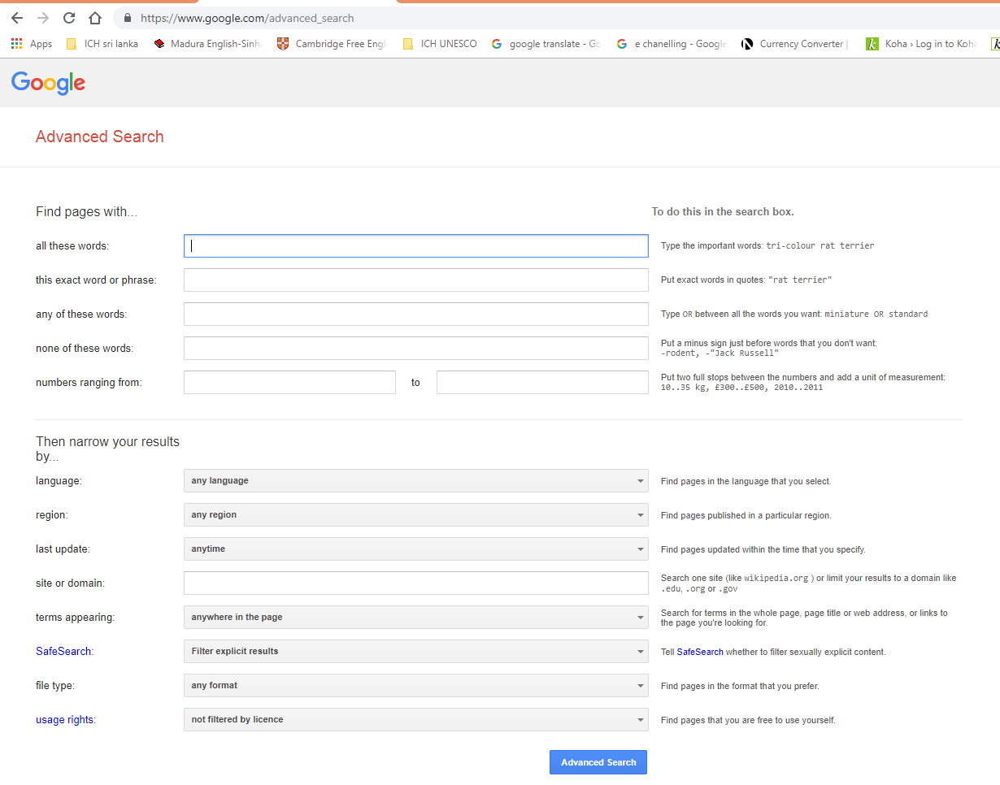 https://www.google.com/advanced_search
Apps ICH sri lanka Madura English-Sinha Cambridge Free Engl ICH UNESCO google translate - Go e chanelling - Google Currency Converter | Koha › Log in to Koha
Google
Advanced Search
Find pages with... To do this in the search box.
all these words: Type the important words: tri-colour rat terrier
this exact word or phrase: Put exact words in quotes: "rat terrier"
any of these words: Type OR between all the words you want: miniature OR standard
none of these words: Put a minus sign just before words that you don't want:
-rodent, -"Jack Russell"
numbers ranging from: to Put two full stops between the numbers and add a unit of measurement:
10..35 kg, £300..£500, 2010..2011
Then narrow your results
by...
language: any language Find pages in the language that you select.
region: any region Find pages published in a particular region.
last update: anytime Find pages updated within the time that you specify.
site or domain: Search one site (like wikipedia.org ) or limit your results to a domain like
.edu, .org or .gov
terms appearing: anywhere in the page Search for terms in the whole page, page title or web address, or links to
the page you're looking for.
SafeSearch: Filter explicit results Tell SafeSearch whether to filter sexually explicit content.
file type: any format Find pages in the format that you prefer.
usage rights: not filtered by licence Find pages that you are free to use yourself.
Advanced Search